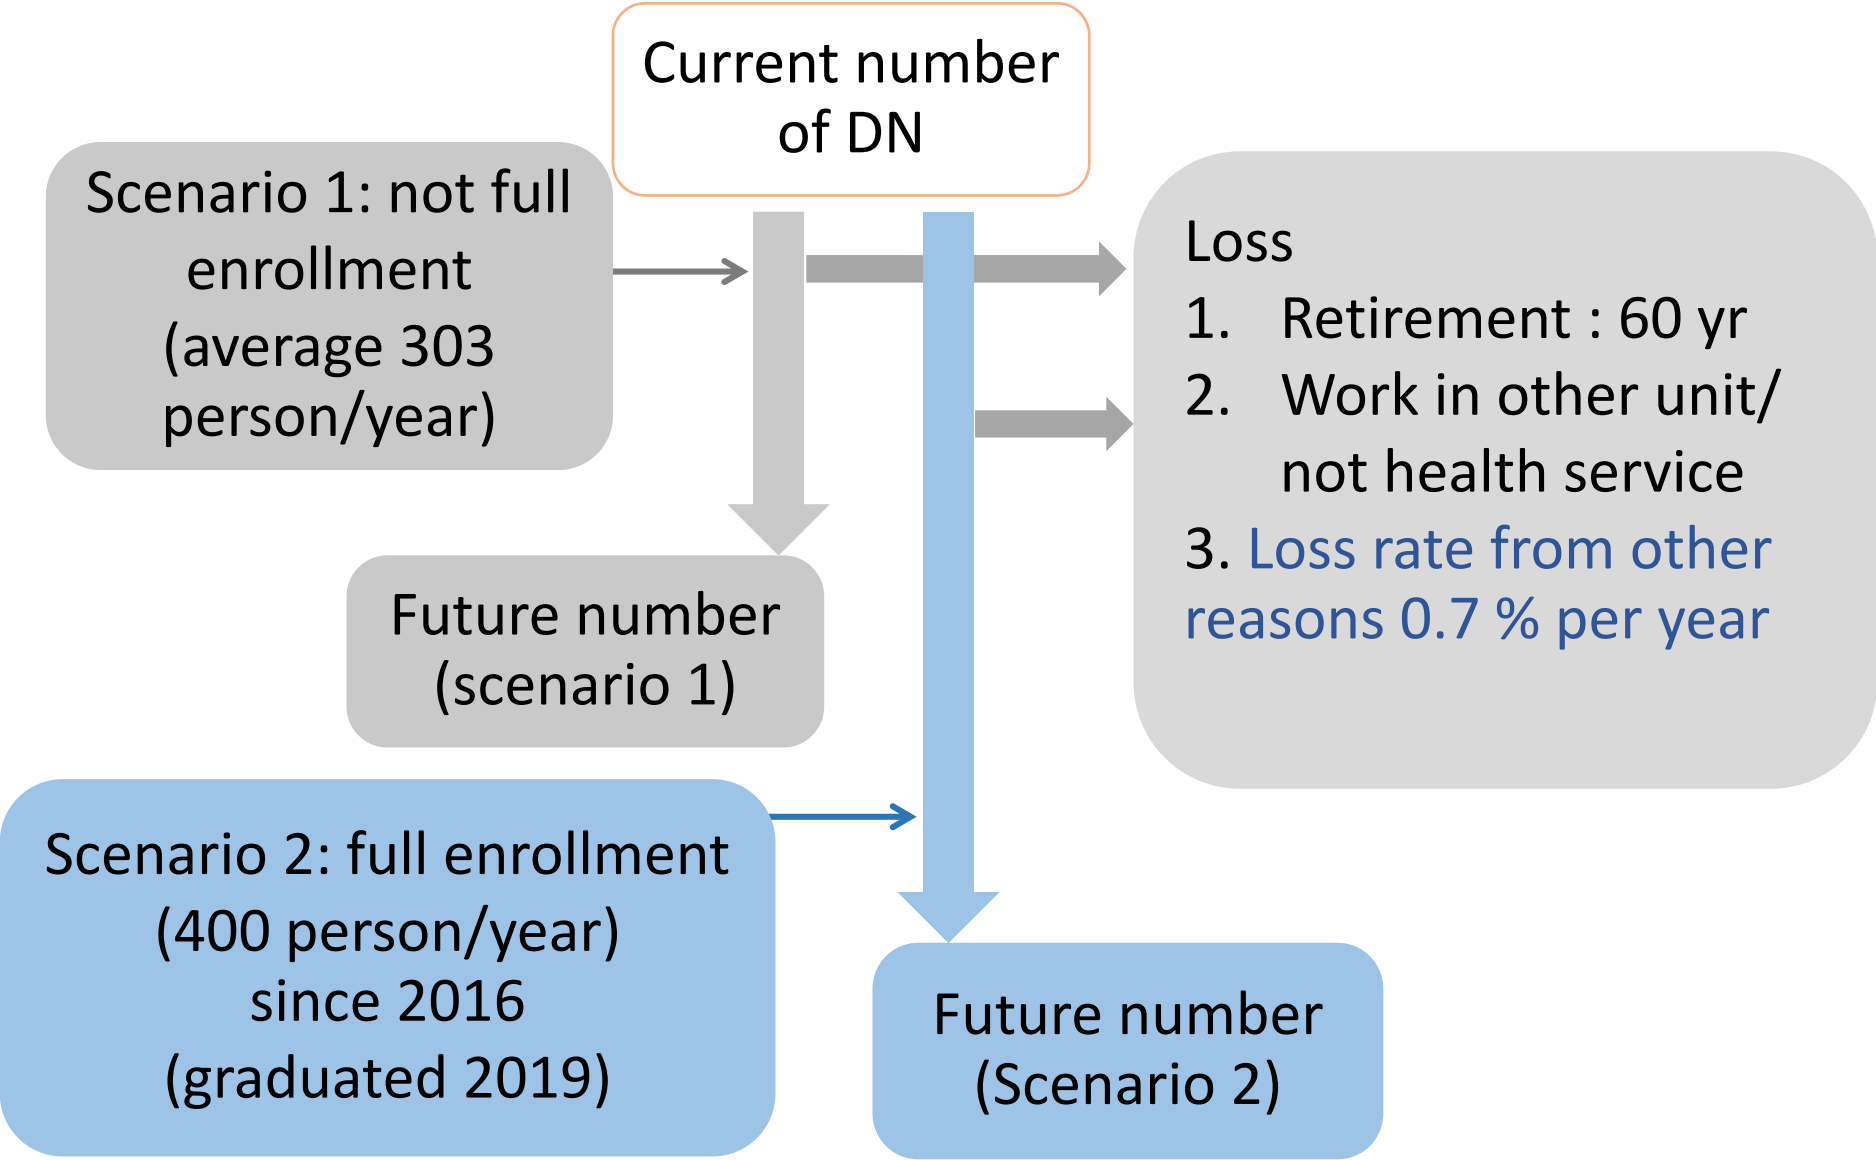 Current number
of DN
Scenario 1: not full
enrollment
(average 303
person/year)
Loss
1. Retirement : 60 yr
2. Work in other unit/
not health service
3. Loss rate from other
reasons 0.7 % per year
Future number
(scenario 1)
Scenario 2: full enrollment
(400 person/year)
since 2016
(graduated 2019)
Future number
(Scenario 2)